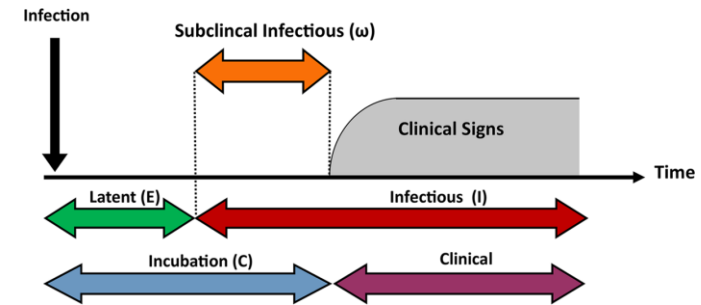 Infection
Subclincal Infectious (ω)
Clinical Signs
Time
Latent (E)
Infectious (I)
Incubation (C)
Clinical